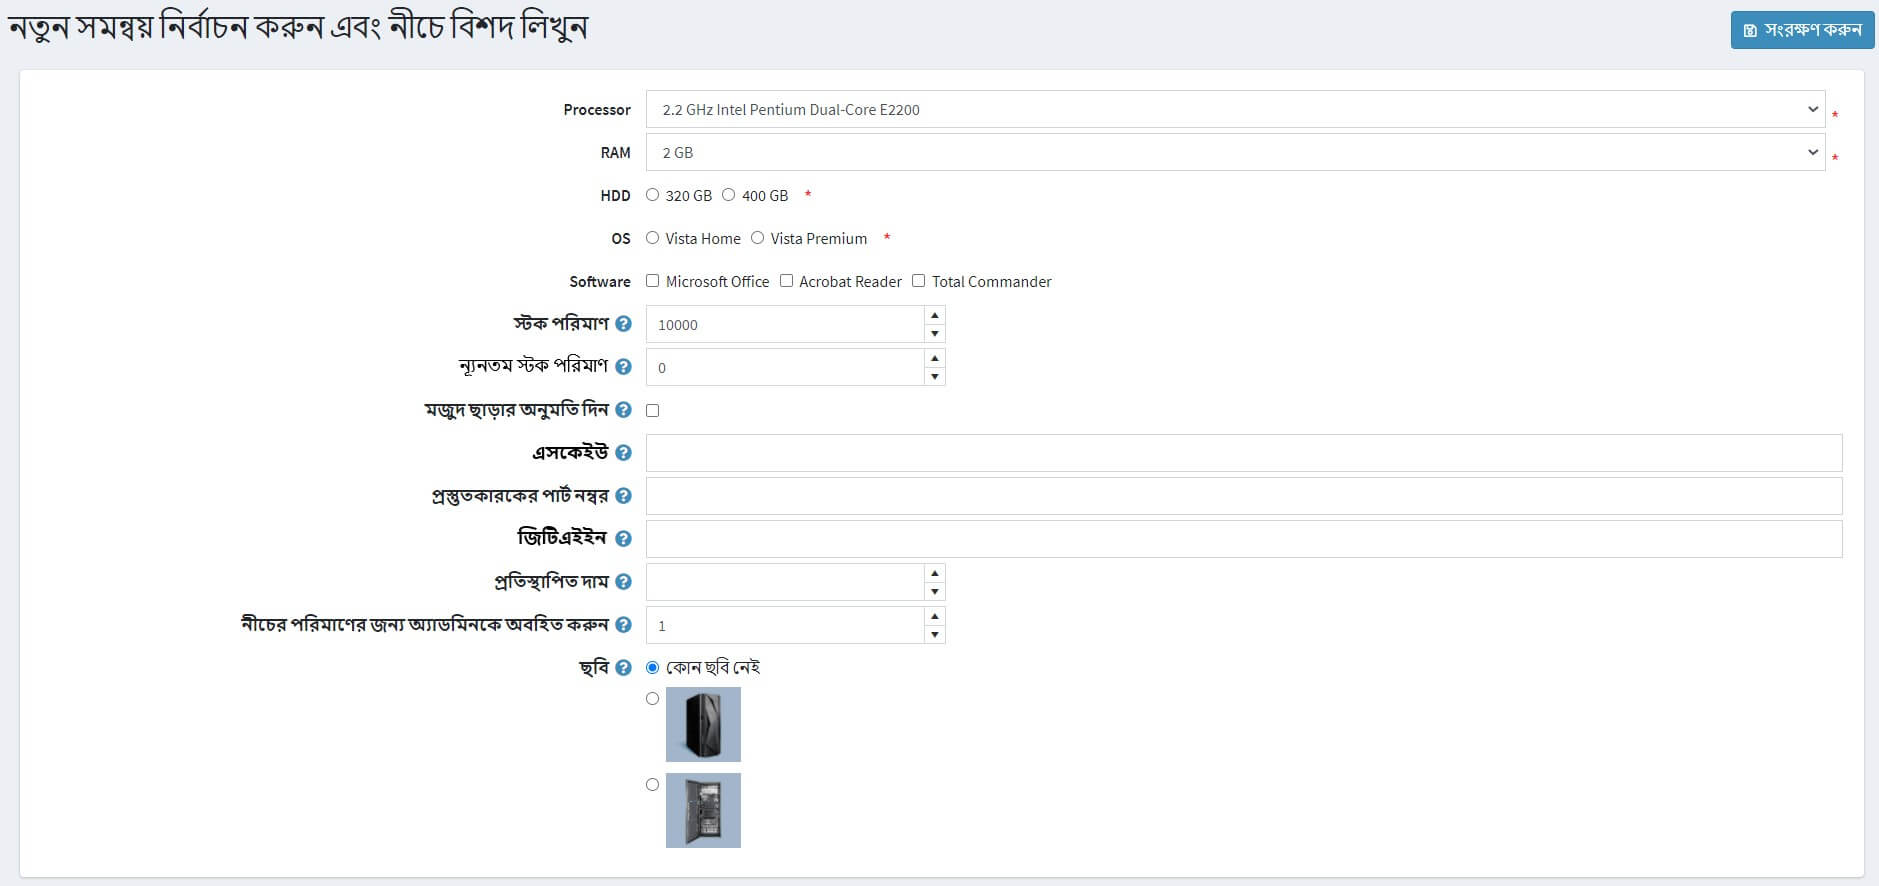 নতুন সমন্বয় নির্বাচন করুন এবং নীচে বিশদ লিখুন
সংরক্ষণ করুন
Processor 2.2 GHz Intel Pentium Dual-Core E2200 *
RAM 2 GB *
HDD 320 GB 400 GB *
OS Vista Home Vista Premium *
Software Microsoft Office Acrobat Reader Total Commander
স্টক পরিমাণ ? 10000
ন্যূনতম স্টক পরিমাণ ? 0
মজুদ ছাড়ার অনুমতি দিন ?
এসকেইউ ?
প্রস্তুতকারকের পার্ট নম্বর ?
জিটিএইইন ?
প্রতিস্থাপিত দাম ?
নীচের পরিমাণের জন্য অ্যাডমিনকে অবহিত করুন ? 1
ছবি ? কোন ছবি নেই